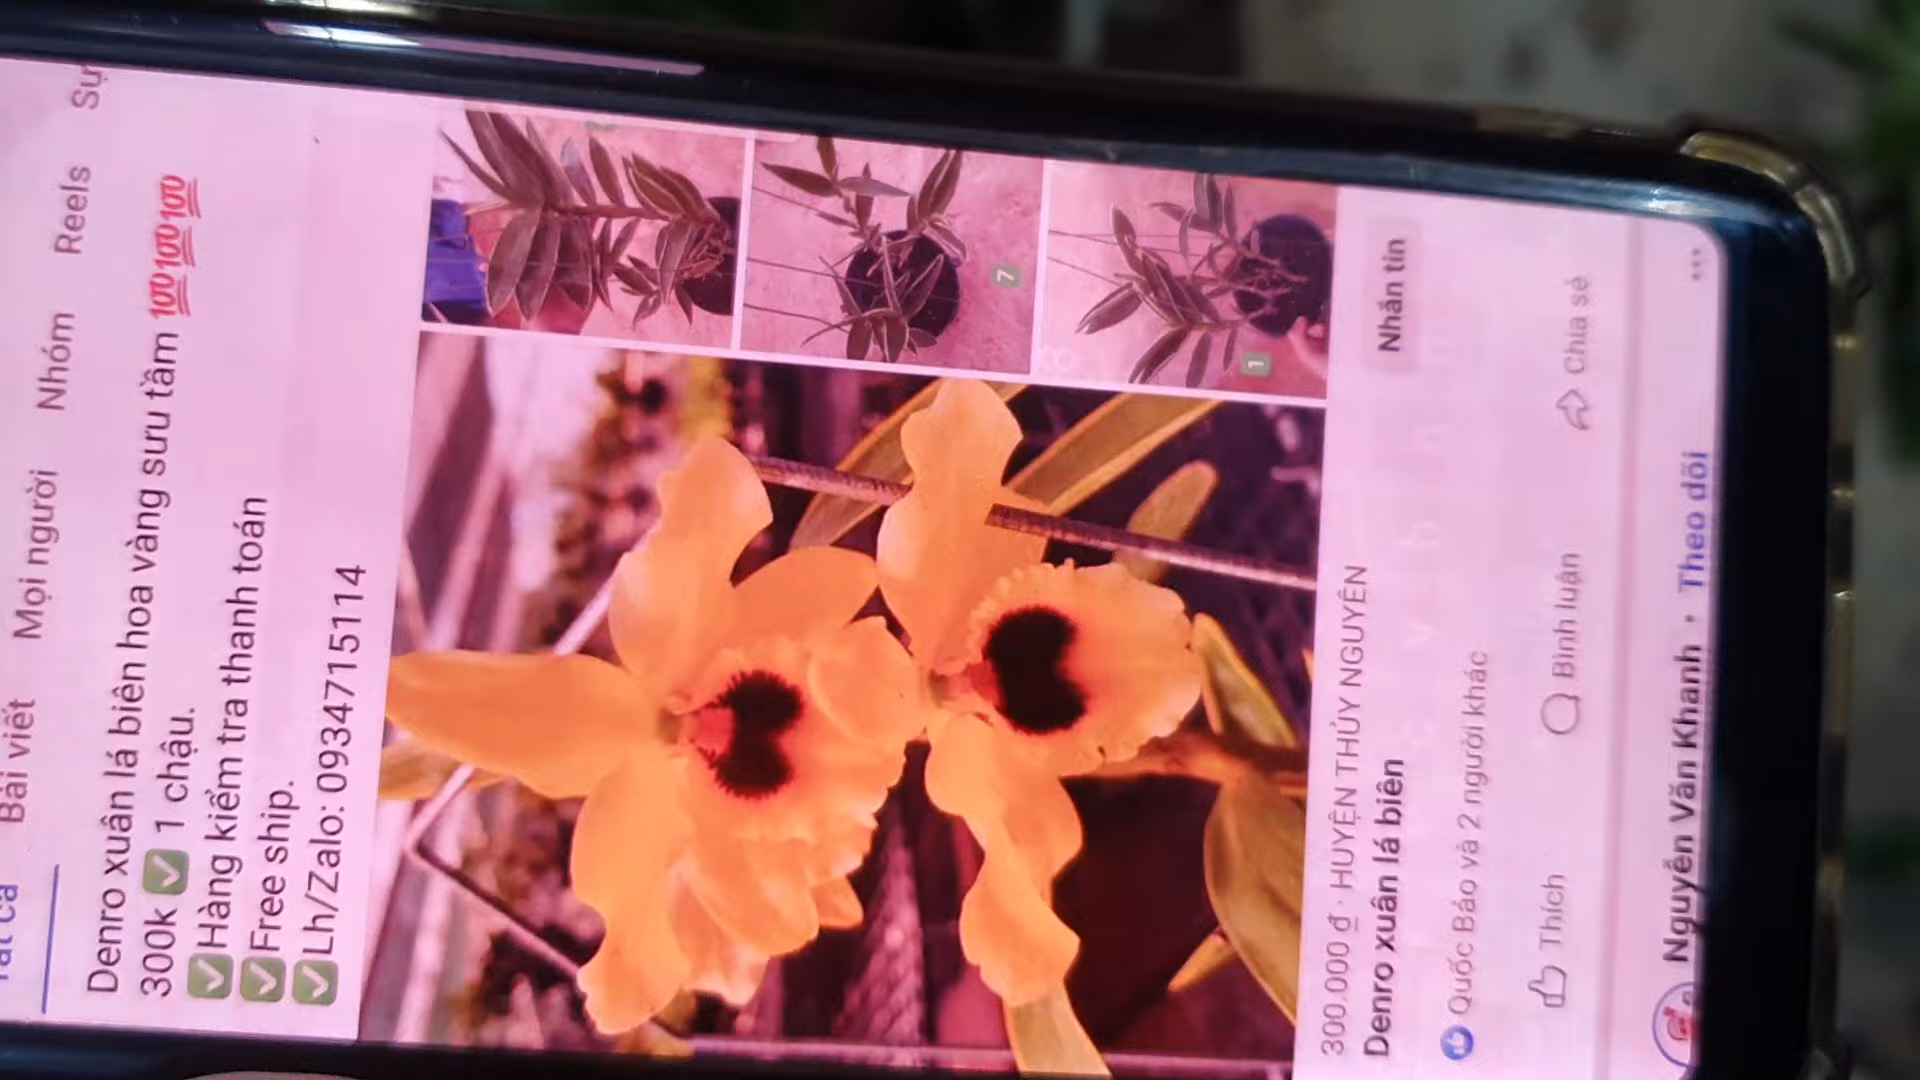 Tất cả Bài viết Mọi người Reels Nhóm
Denro xuân lá biên hoa vàng sưu tầm 💯💯💯
300k ✅ 1 chậu.
✅Hàng kiểm tra thanh toán
✅Free ship.
✅Lh/Zalo: 0934715114
7
1
300.000 ₫ · HUYỆN THỦY NGUYÊN
Denro xuân lá biên
Nhắn tin
Quốc Bảo và 2 người khác
Thích
Bình luận
Chia sẻ
Nguyễn Văn Khanh · Theo dõi